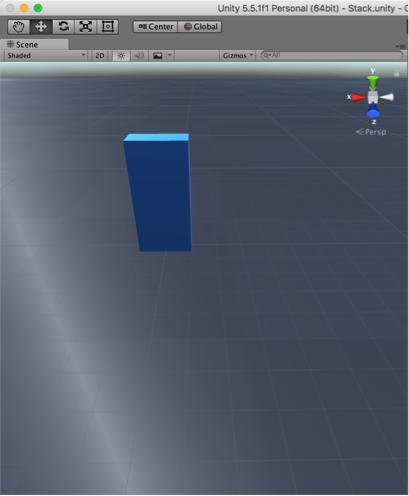 Unity 5.5.1f1 Personal (64bit) - Stack.unity -
Center Global
Scene
Shaded 2D Gizmos All
y
x
z
Persp